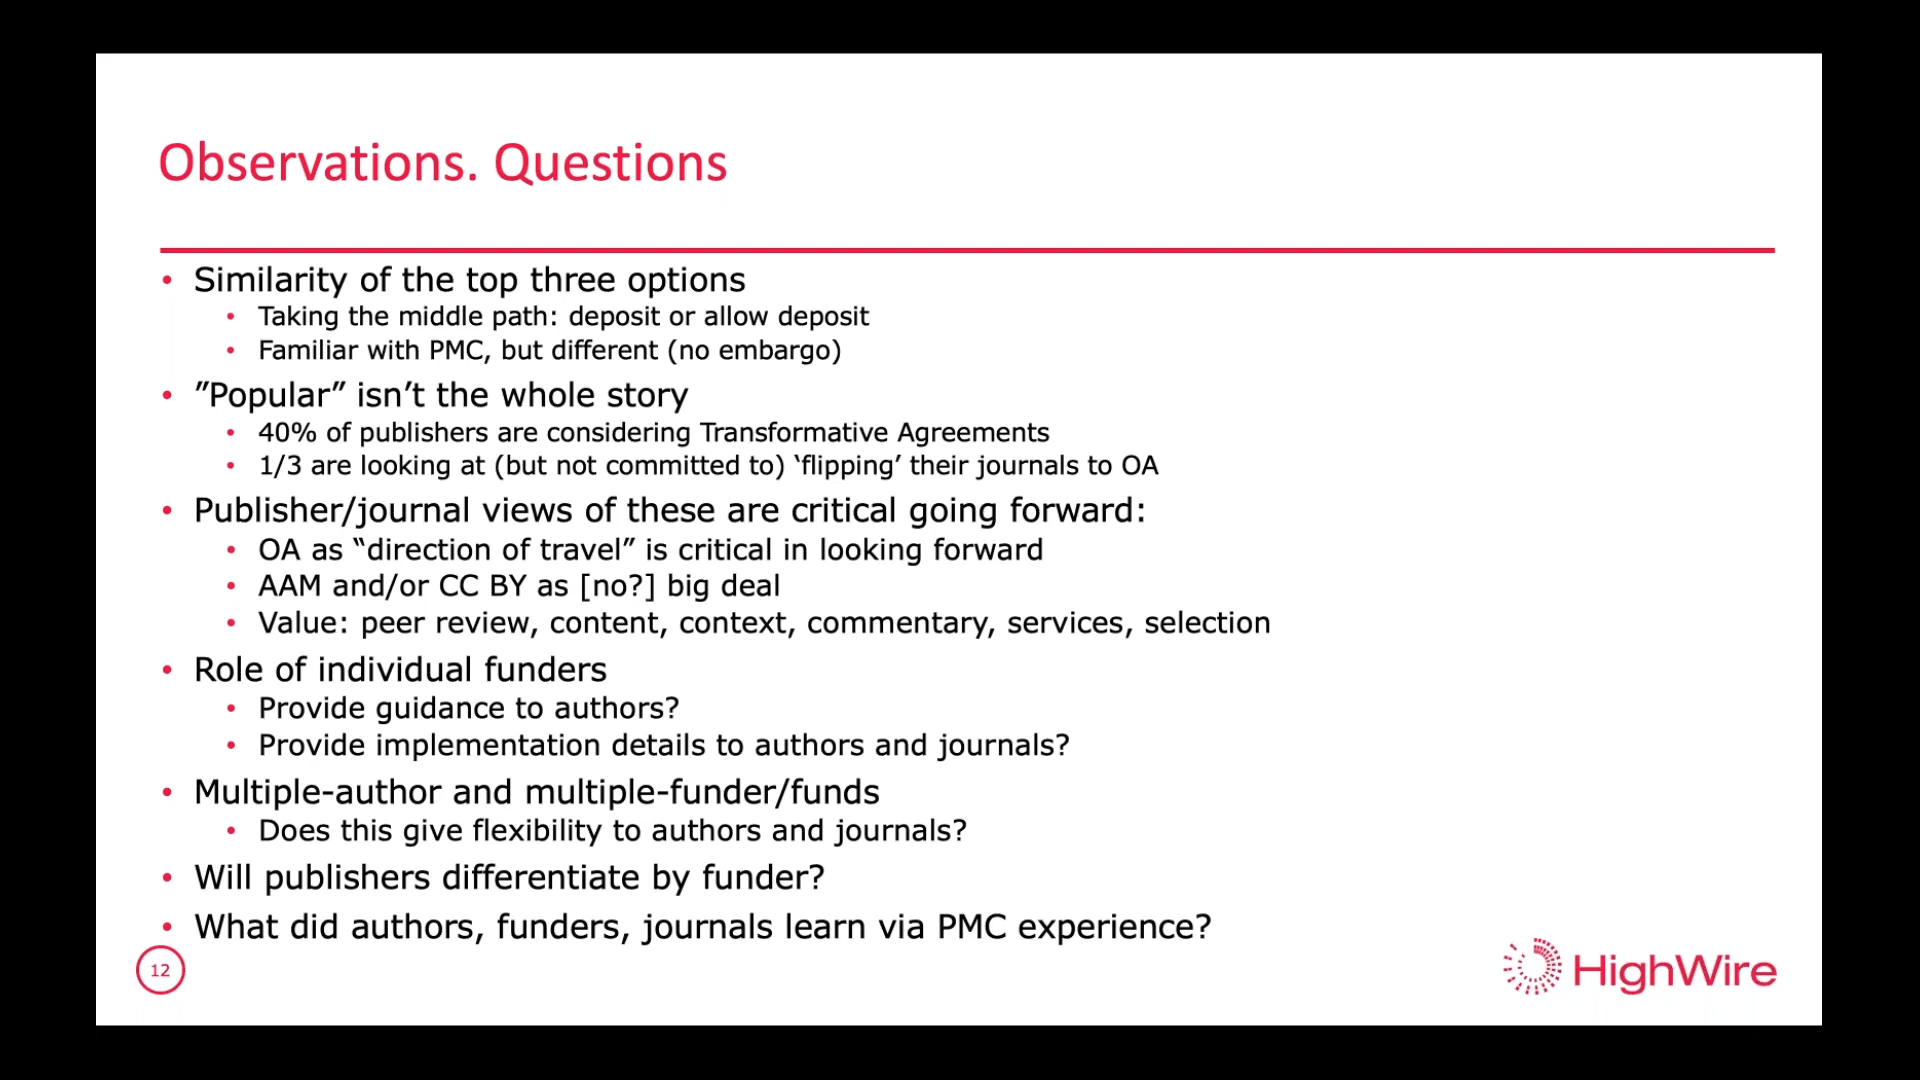 Observations. Questions
• Similarity of the top three options
• Taking the middle path: deposit or allow deposit
• Familiar with PMC, but different (no embargo)
• ”Popular” isn’t the whole story
• 40% of publishers are considering Transformative Agreements
• 1/3 are looking at (but not committed to) ‘flipping’ their journals to OA
• Publisher/journal views of these are critical going forward:
• OA as “direction of travel” is critical in looking forward
• AAM and/or CC BY as [no?] big deal
• Value: peer review, content, context, commentary, services, selection
• Role of individual funders
• Provide guidance to authors?
• Provide implementation details to authors and journals?
• Multiple-author and multiple-funder/funds
• Does this give flexibility to authors and journals?
• Will publishers differentiate by funder?
• What did authors, funders, journals learn via PMC experience?
12
HighWire